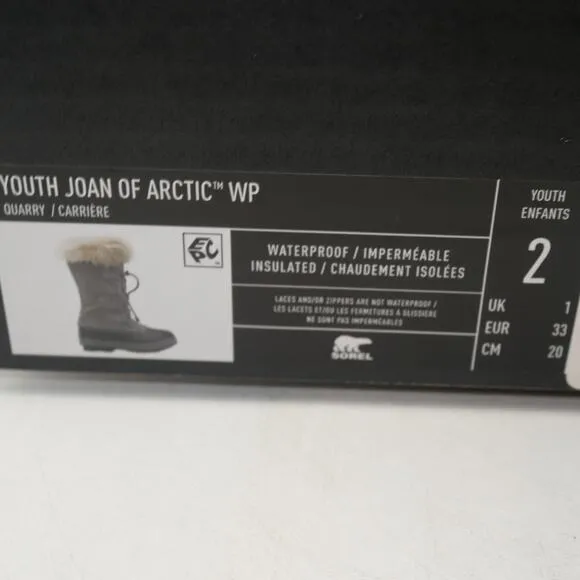 YOUTH JOAN OF ARCTIC™ WP
QUARRY / CARRIÈRE
EPC
WATERPROOF / IMPERMÉABLE
INSULATED / CHAUDEMENT ISOLÉES
LACES AND/OR ZIPPERS ARE NOT WATERPROOF /
LES LACETS ET/OU LES FERMETURES À GLISSIÈRE
NE SONT PAS IMPERMÉABLES
SOREL
YOUTH
ENFANTS
2
UK 1
EUR 33
CM 20